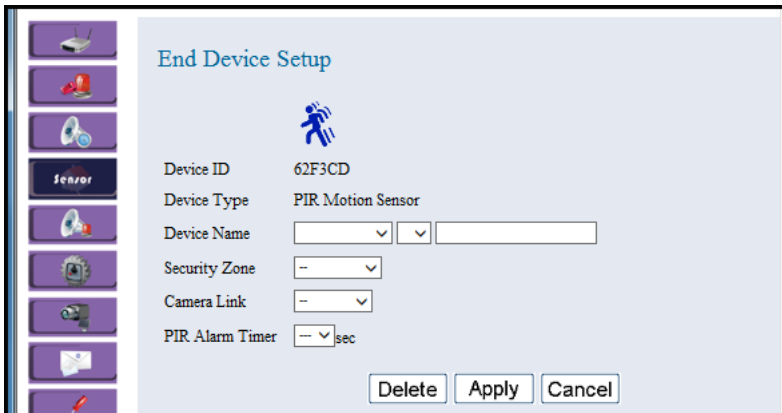 End Device Setup
Sensor
Device ID 62F3CD
Device Type PIR Motion Sensor
Device Name
Security Zone --
Camera Link --
PIR Alarm Timer --- sec
Delete Apply Cancel